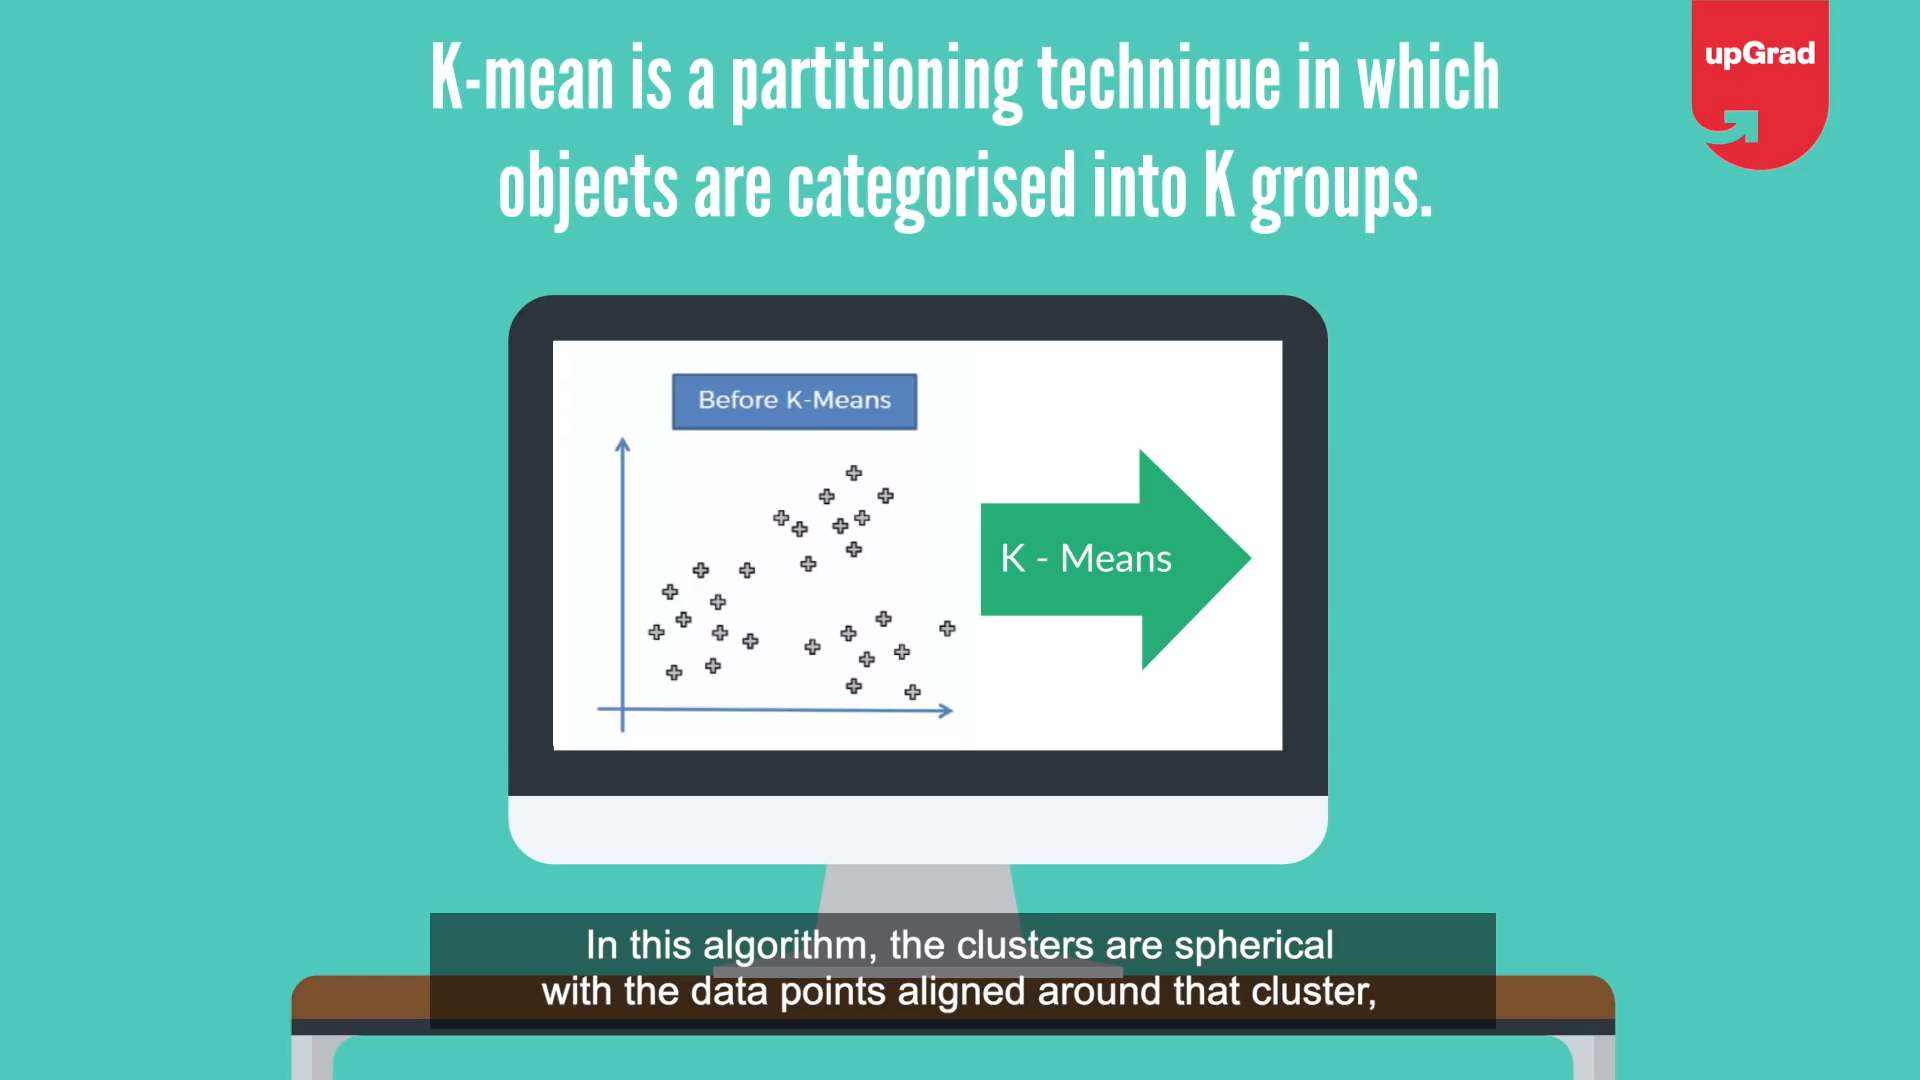 K-mean is a partitioning technique in which
objects are categorised into K groups.
upGrad
Before K-Means
K - Means
In this algorithm, the clusters are spherical
with the data points aligned around that cluster,